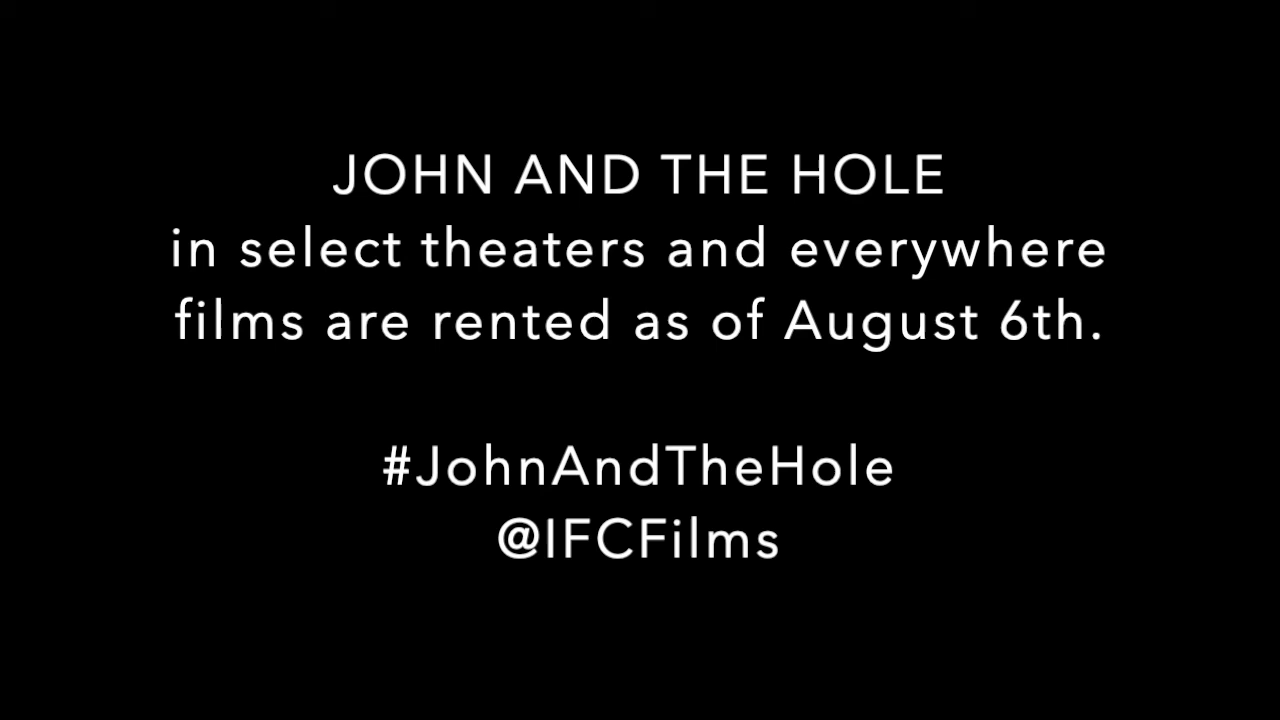 JOHN AND THE HOLE
in select theaters and everywhere
films are rented as of August 6th.
#JohnAndTheHole
@IFCFilms